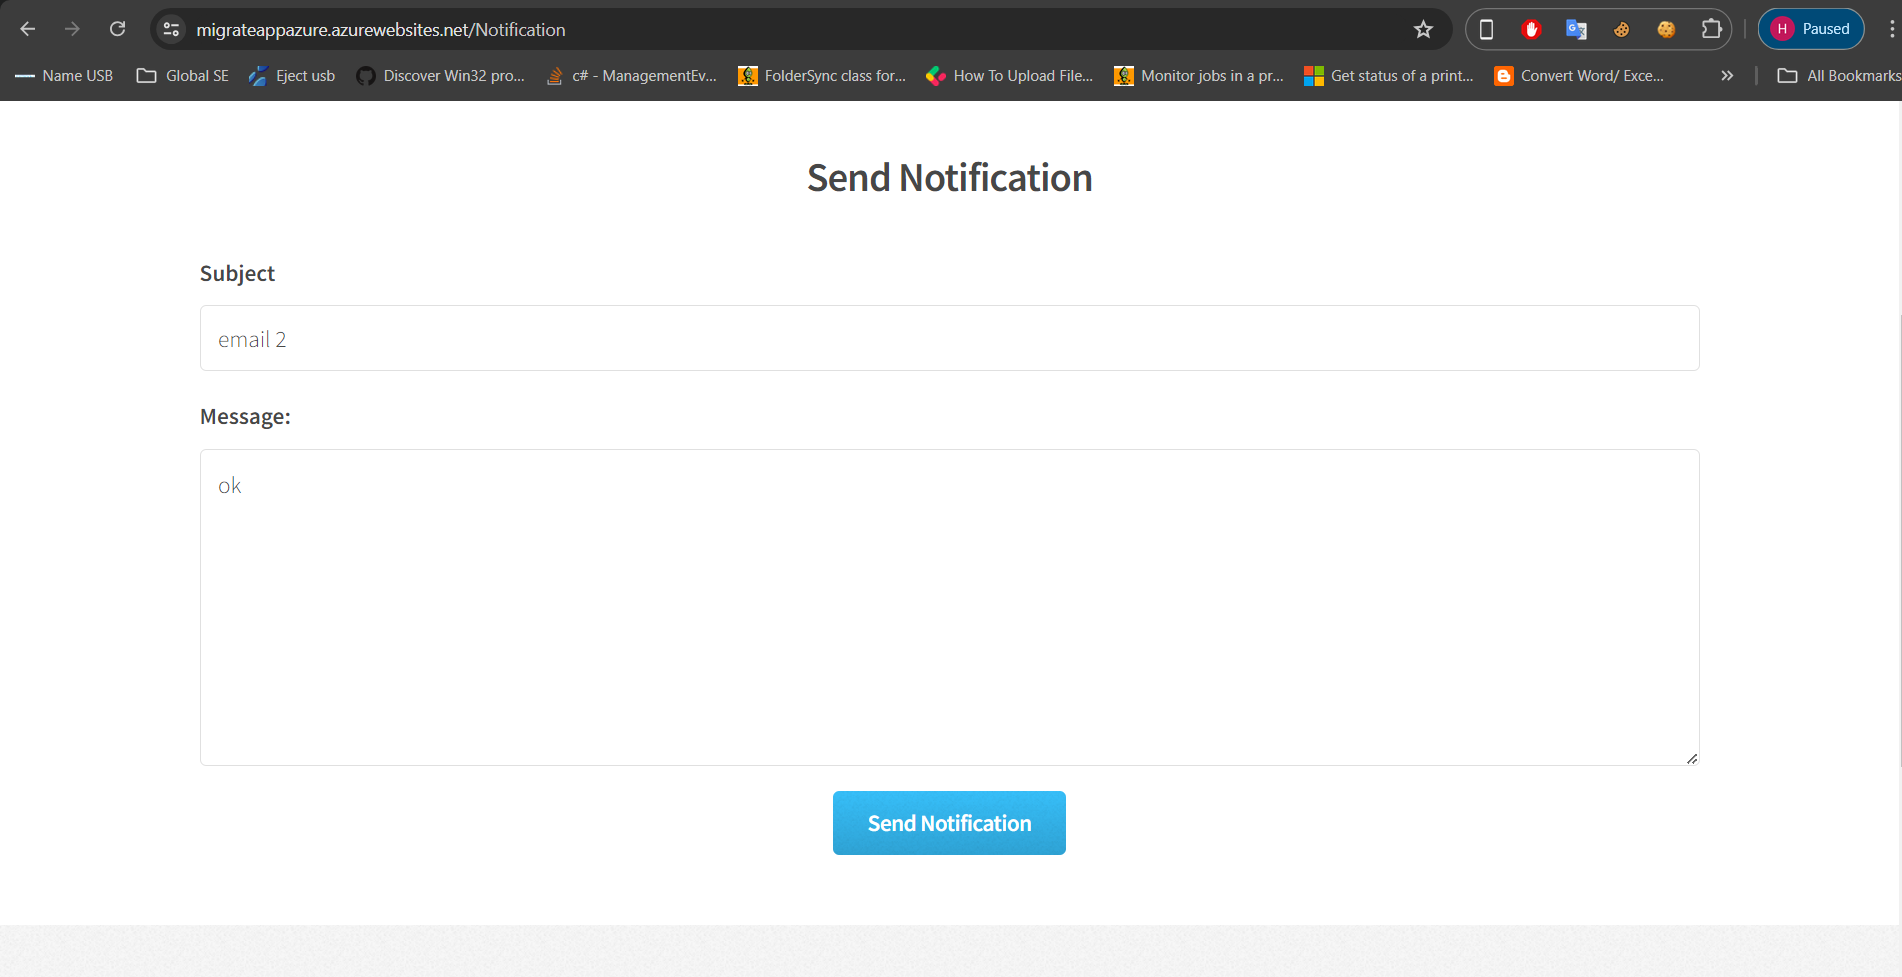 migrateappazure.azurewebsites.net/Notification
H Paused
Name USB Global SE Eject usb Discover Win32 pro... c# - ManagementEv... FolderSync class for... How To Upload File... Monitor jobs in a pr... Get status of a print... Convert Word/ Exce... » All Bookmarks
Send Notification
Subject
email 2
Message:
ok
Send Notification